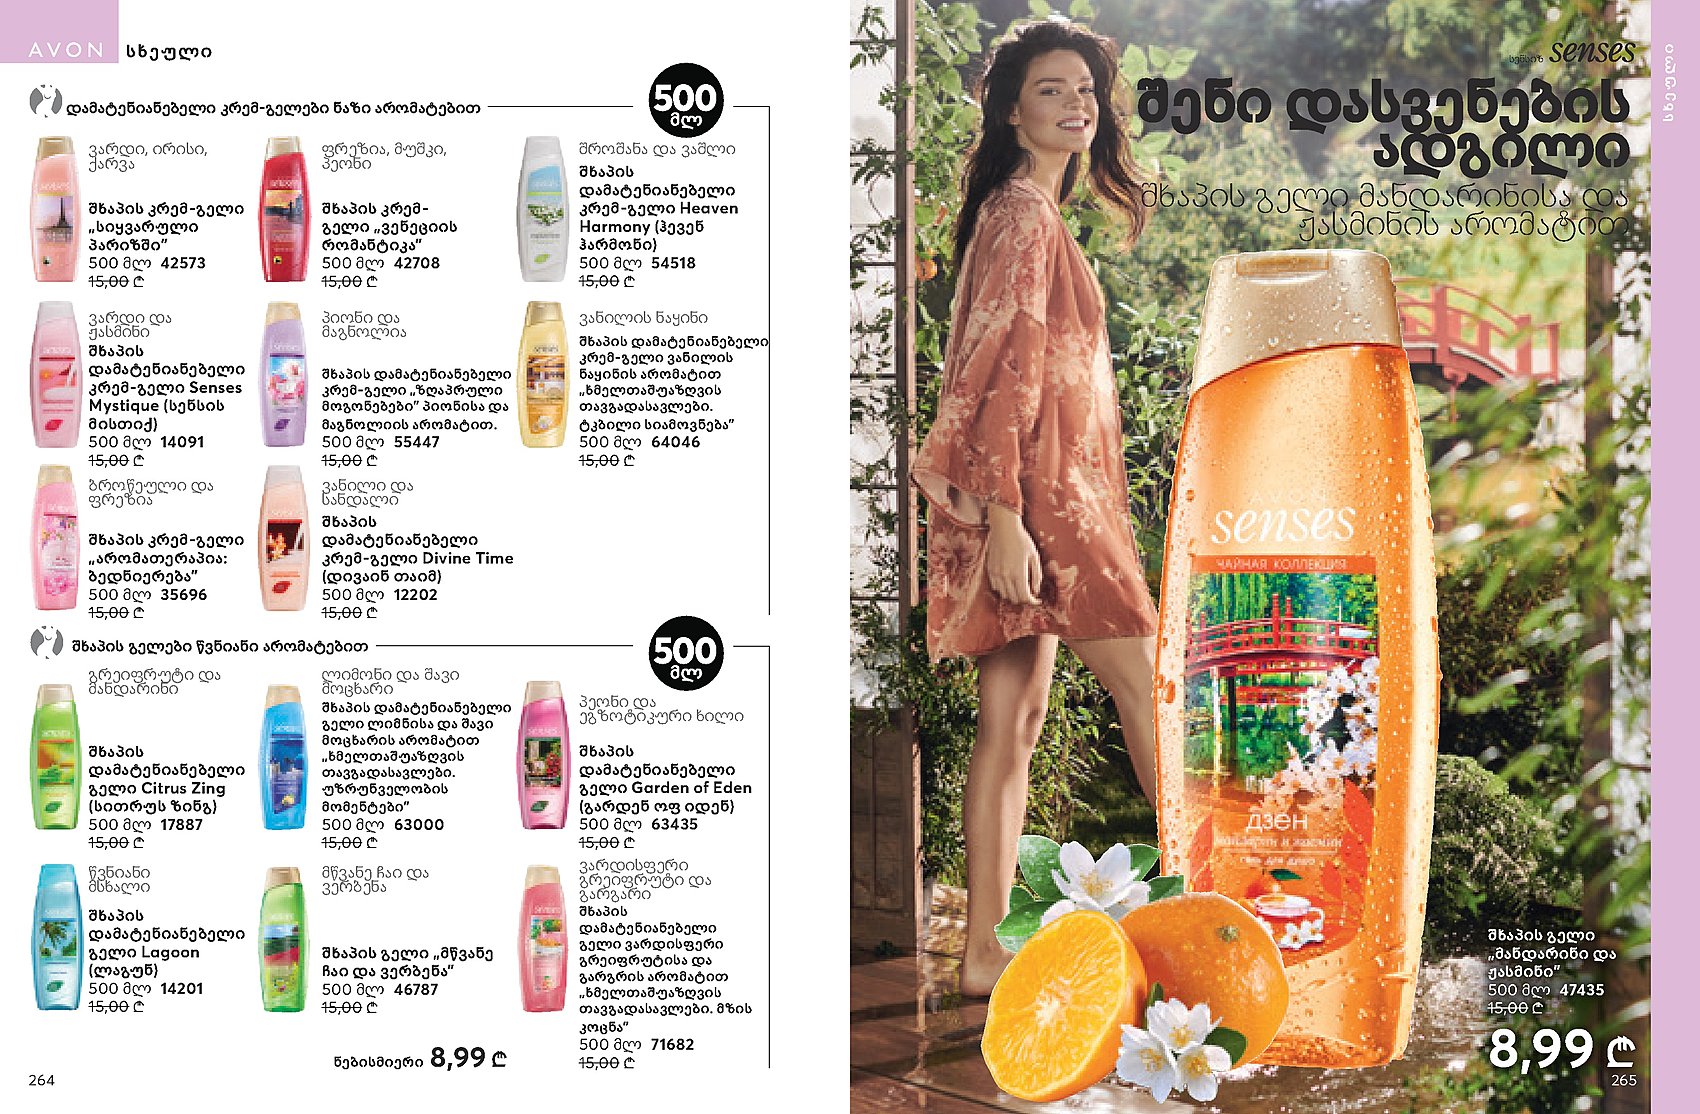 AVON სხეული
დამატენიანებელი კრემ-გელები ნაზი არომატებით
500
მლ
ვარდი, ირისი,
ქარვა
შხაპის კრემ-გელი
„სიყვარული
პარიზში“
500 მლ 42573
15,00 ₾
ფრეზია, მუშკი,
პეონი
შხაპის კრემ-
გელი „ვენეციის
რომანტიკა“
500 მლ 42708
15,00 ₾
შროშანა და ვაშლი
შხაპის
დამატენიანებელი
კრემ-გელი Heaven
Harmony (ჰევენ
ჰარმონი)
500 მლ 54518
15,00 ₾
ვარდი და
ჟასმინი
შხაპის
დამატენიანებელი
კრემ-გელი Senses
Mystique (სენსის
მისთიქ)
500 მლ 14091
15,00 ₾
პიონი და
მაგნოლია
შხაპის დამატენიანებელი
კრემ-გელი „ზღაპრული
მოგონებები“ პიონისა და
მაგნოლიის არომატით.
500 მლ 55447
15,00 ₾
ვანილის ნაყინი
შხაპის დამატენიანებელი
კრემ-გელი ვანილის
ნაყინის არომატით
„ხმელთაშუაზღვის
თავგადასავლები.
ტკბილი სიამოვნება“
500 მლ 64046
15,00 ₾
ბროწეული და
ფრეზია
შხაპის კრემ-გელი
„არომათერაპია:
ბედნიერება“
500 მლ 35696
15,00 ₾
ვანილი და
სანდალი
შხაპის
დამატენიანებელი
კრემ-გელი Divine Time
(დივაინ თაიმ)
500 მლ 12202
15,00 ₾
შხაპის გელები წვნიანი არომატებით
500
მლ
გრეიფრუტი და
მანდარინი
შხაპის
დამატენიანებელი
გელი Citrus Zing
(სითრუს ზინგ)
500 მლ 17887
15,00 ₾
ლიმონი და შავი
მოცხარი
შხაპის დამატენიანებელი
გელი ლიმნისა და შავი
მოცხარის არომატით
„ხმელთაშუაზღვის
თავგადასავლები.
უზრუნველობის
მომენტები“
500 მლ 63000
15,00 ₾
პეონი და
ეგზოტიკური ხილი
შხაპის
დამატენიანებელი
გელი Garden of Eden
(გარდენ ოფ იდენ)
500 მლ 63435
15,00 ₾
წვნიანი
მსხალი
შხაპის
დამატენიანებელი
გელი Lagoon
(ლაგუნ)
500 მლ 14201
15,00 ₾
მწვანე ჩაი და
ვერბენა
შხაპის გელი „მწვანე
ჩაი და ვერბენა“
500 მლ 46787
15,00 ₾
ვარდისფერი
გრეიფრუტი და
გარგარი
შხაპის
დამატენიანებელი
გელი ვარდისფერი
გრეიფრუტისა და
გარგრის არომატით
„ხმელთაშუაზღვის
თავგადასავლები. მზის
კოცნა“
500 მლ 71682
15,00 ₾
ნებისმიერი 8,99 ₾
264
სენსიზ senses
შენი დასვენების
ადგილი
შხაპის გელი მანდარინისა და
ჟასმინის არომატით
სხეული
senses
ЧАЙНАЯ КОЛЛЕКЦИЯ
ДЗЕН
мандарин и жасмин
гель для душа
შხაპის გელი
„მანდარინი და
ჟასმინი“
500 მლ 47435
15,00 ₾
8,99 ₾
265